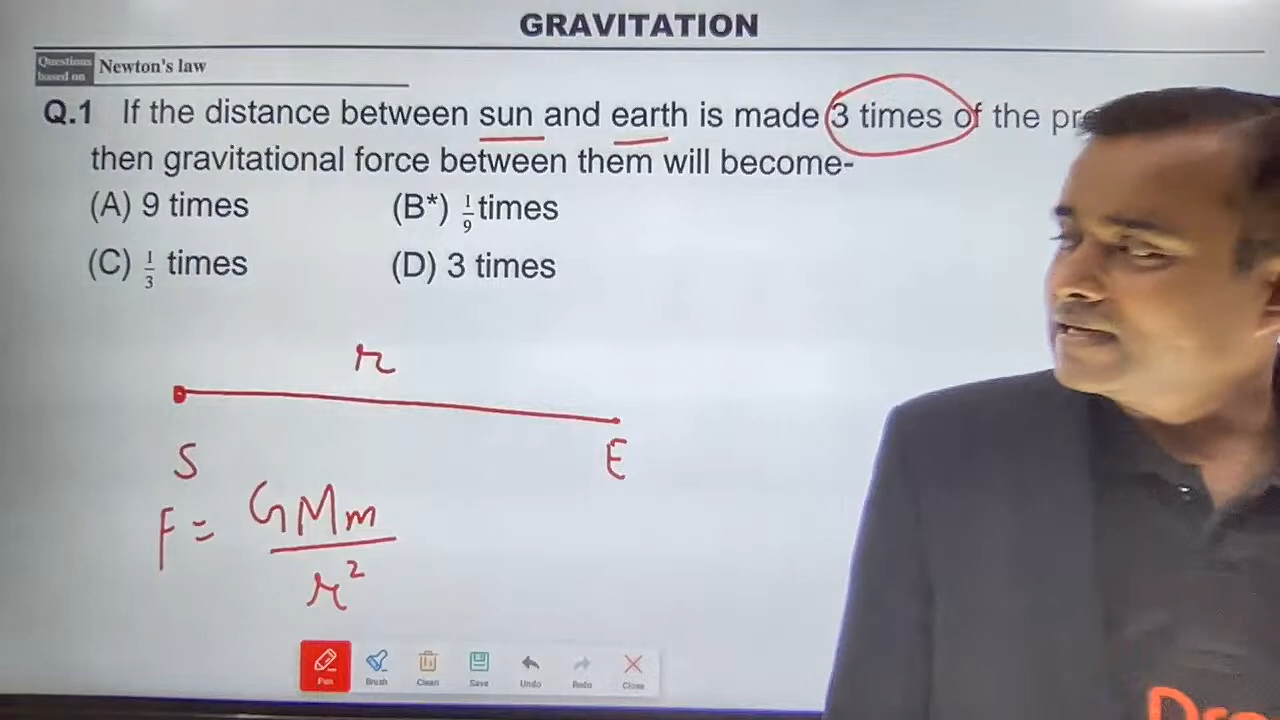 GRAVITATION
Questions based on Newton's law
Q.1 If the distance between sun and earth is made 3 times of the
then gravitational force between them will become-
(A) 9 times (B*) 1/9 times
(C) 1/3 times (D) 3 times
r
S E
F = GMm/r²
Pen Brush Clean Save Undo Redo Close